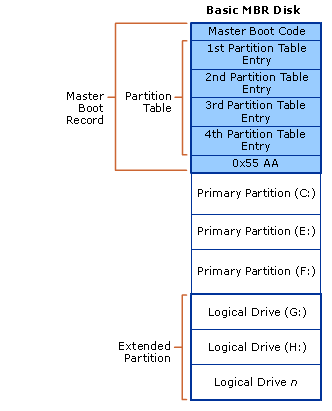 Basic MBR Disk
Master Boot Code
1st Partition Table
Entry
2nd Partition Table
Entry
3rd Partition Table
Entry
4th Partition Table
Entry
0x55 AA
Master
Boot
Record
Partition
Table
Primary Partition (C:)
Primary Partition (E:)
Primary Partition (F:)
Extended
Partition
Logical Drive (G:)
Logical Drive (H:)
Logical Drive n